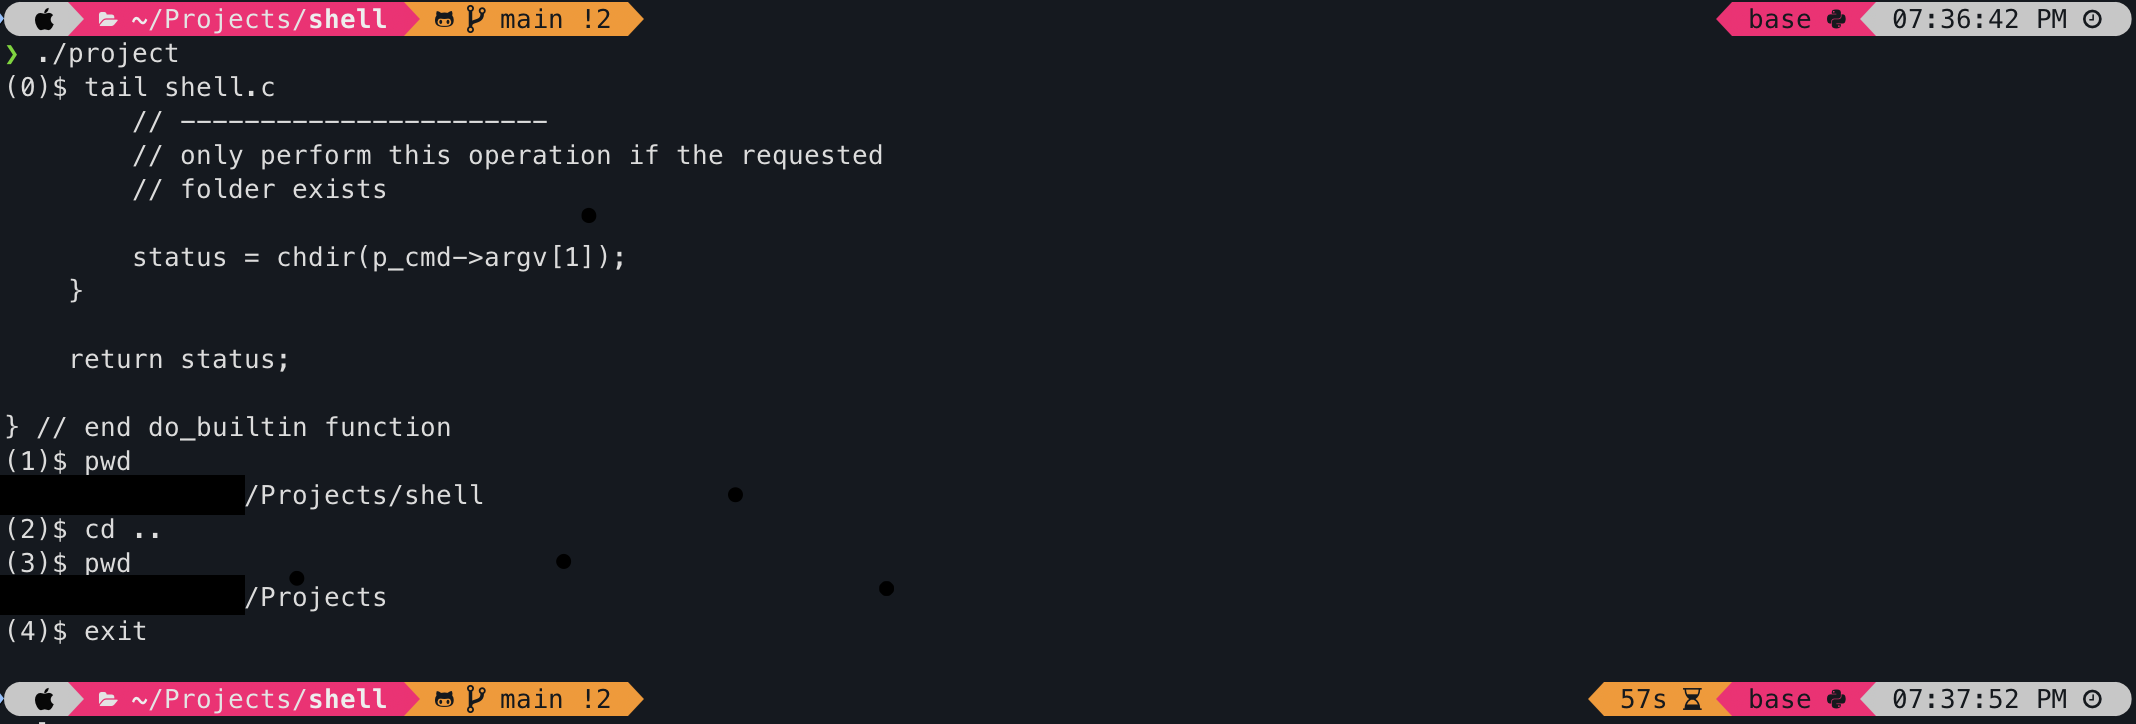 ~/Projects/shell main !2 base 07:36:42 PM
❯ ./project
(0)$ tail shell.c
// -----------------------
// only perform this operation if the requested
// folder exists
status = chdir(p_cmd->argv[1]);
}
return status;
} // end do_builtin function
(1)$ pwd
/Projects/shell
(2)$ cd ..
(3)$ pwd
/Projects
(4)$ exit
~/Projects/shell main !2 57s base 07:37:52 PM